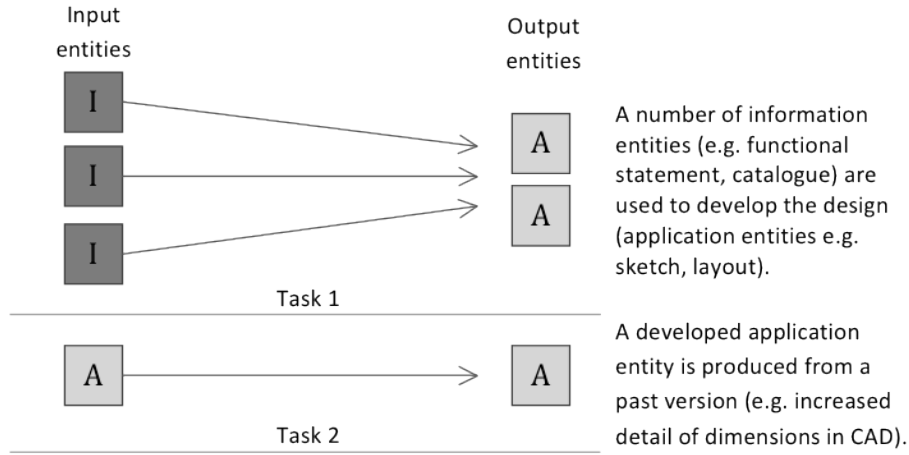 Input
entities
Output
entities
I
I
I
A
A
A number of information
entities (e.g. functional
statement, catalogue) are
used to develop the design
(application entities e.g.
sketch, layout).
Task 1
A
A
A developed application
entity is produced from a
past version (e.g. increased
detail of dimensions in CAD).
Task 2